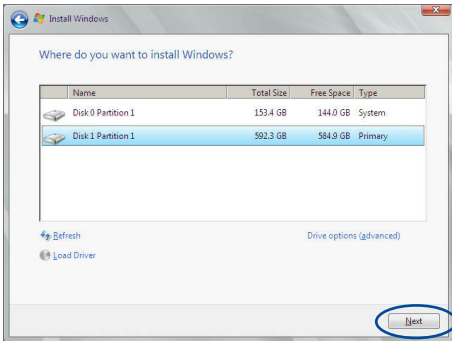 Install Windows
Where do you want to install Windows?
Name Total Size Free Space Type
Disk 0 Partition 1 153.4 GB 144.0 GB System
Disk 1 Partition 1 592.3 GB 584.9 GB Primary
Refresh Drive options (advanced)
Load Driver
Next